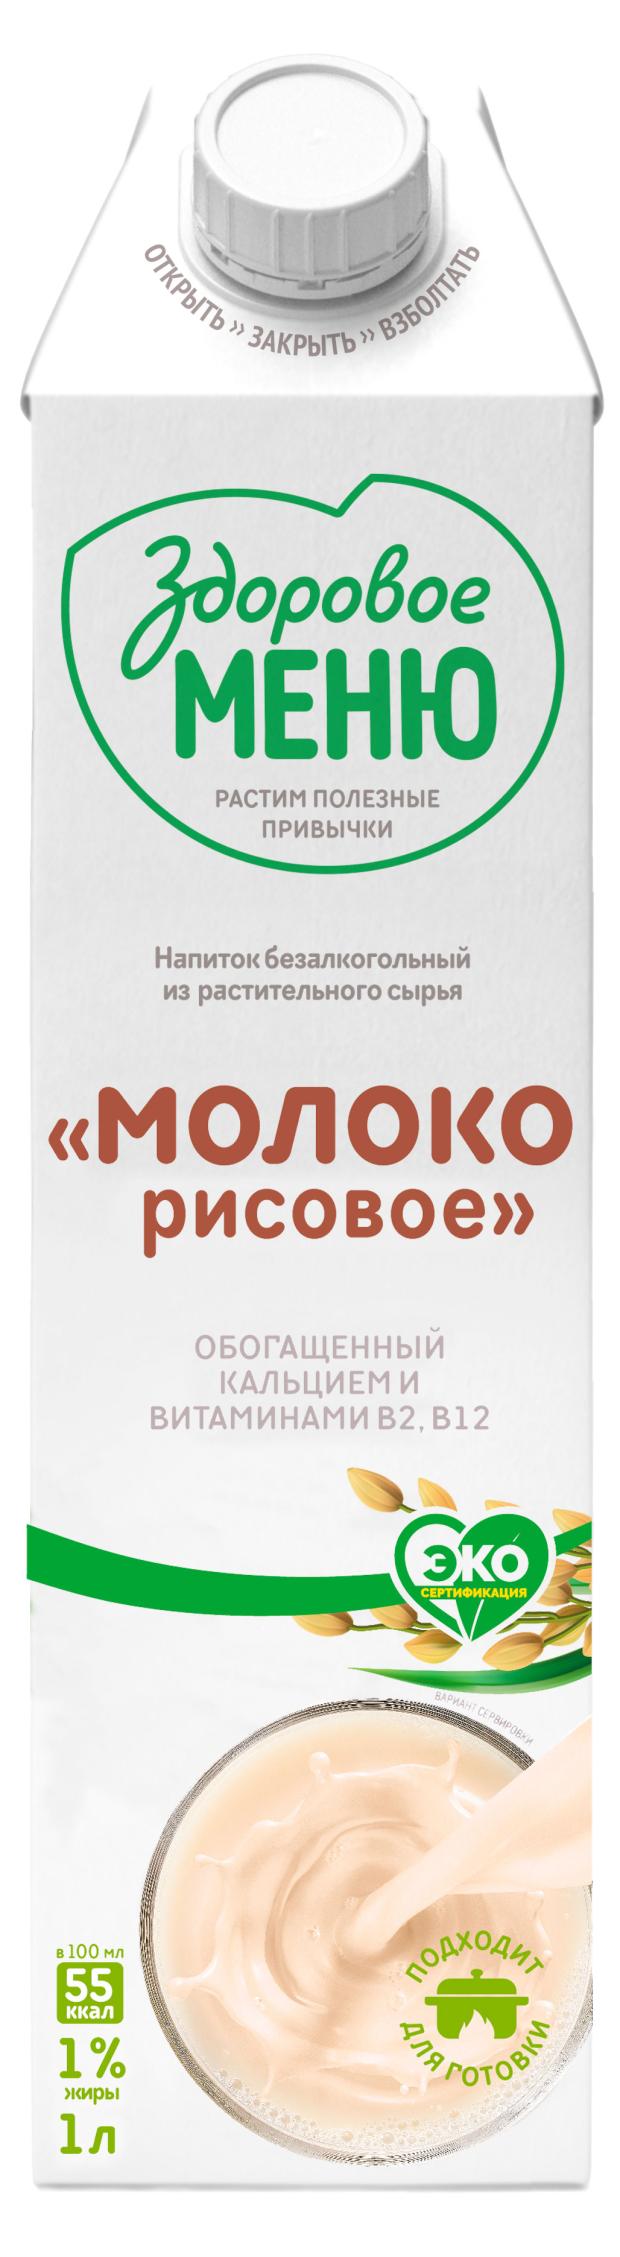 ОТКРЫТЬ » ЗАКРЫТЬ » ВЗБОЛТАТЬ
Здоровое
МЕНЮ
РАСТИМ ПОЛЕЗНЫЕ
ПРИВЫЧКИ
Напиток безалкогольный
из растительного сырья
«МОЛОКО
рисовое»
ОБОГАЩЕННЫЙ
КАЛЬЦИЕМ И
ВИТАМИНАМИ В2, В12
ЭКО
СЕРТИФИКАЦИЯ
ВАРИАНТ СЕРВИРОВКИ
в 100 мл
55
ккал
1%
жиры
1 л
ПОДХОДИТ
ДЛЯ ГОТОВКИ